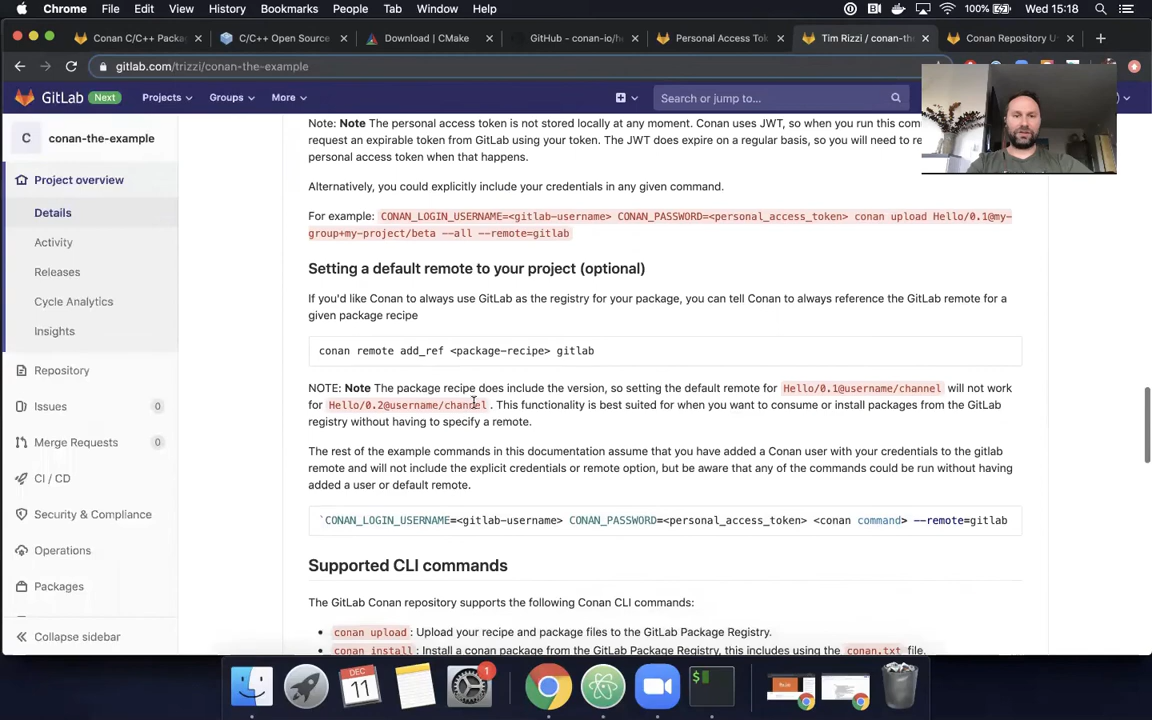 Chrome File Edit View History Bookmarks People Tab Window Help 100% Wed 15:18
Conan C/C++ Packa × C/C++ Open Source × Download | CMake × GitHub - conan-io/he × Personal Access Tok × Tim Rizzi / conan-the × Conan Repository U ×
gitlab.com/trizzi/conan-the-example
GitLab Next Projects Groups More Search or jump to...
C conan-the-example
Project overview
Details
Activity
Releases
Cycle Analytics
Insights
Repository
Issues 0
Merge Requests 0
CI / CD
Security & Compliance
Operations
Packages
Collapse sidebar
Note: Note The personal access token is not stored locally at any moment. Conan uses JWT, so when you run this com
request an expirable token from GitLab using your token. The JWT does expire on a regular basis, so you will need to re
personal access token when that happens.
Alternatively, you could explicitly include your credentials in any given command.
For example: CONAN_LOGIN_USERNAME=<gitlab-username> CONAN_PASSWORD=<personal_access_token> conan upload Hello/0.1@my-
group+my-project/beta --all --remote=gitlab
Setting a default remote to your project (optional)
If you'd like Conan to always use GitLab as the registry for your package, you can tell Conan to always reference the GitLab remote for a
given package recipe
conan remote add_ref <package-recipe> gitlab
NOTE: Note The package recipe does include the version, so setting the default remote for Hello/0.1@username/channel will not work
for Hello/0.2@username/channel . This functionality is best suited for when you want to consume or install packages from the GitLab
registry without having to specify a remote.
The rest of the example commands in this documentation assume that you have added a Conan user with your credentials to the gitlab
remote and will not include the explicit credentials or remote option, but be aware that any of the commands could be run without having
added a user or default remote.
`CONAN_LOGIN_USERNAME=<gitlab-username> CONAN_PASSWORD=<personal_access_token> <conan command> --remote=gitlab
Supported CLI commands
The GitLab Conan repository supports the following Conan CLI commands:
• conan upload : Upload your recipe and package files to the GitLab Package Registry.
• conan install : Install a conan package from the GitLab Package Registry, this includes using the conan.txt file.
DEC
11
1
$